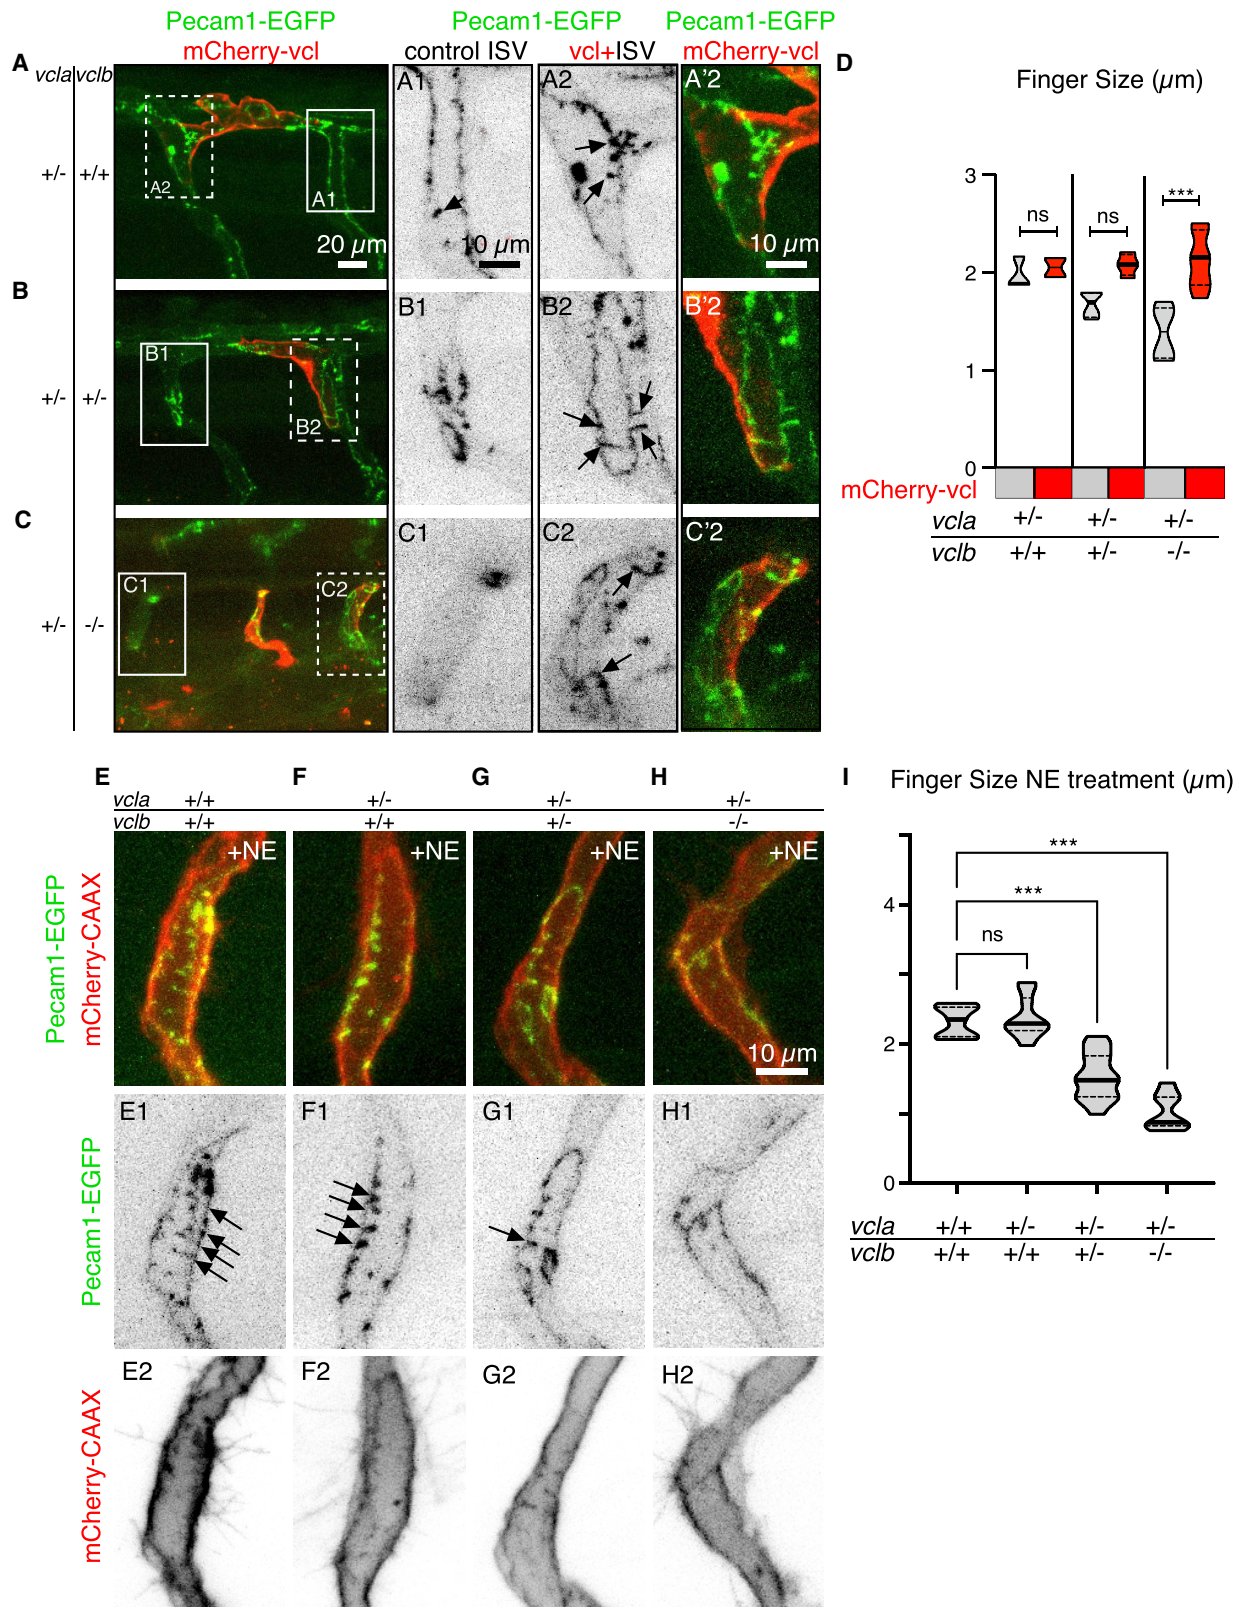 Pecam1-EGFP
mCherry-vcl
Pecam1-EGFP
control ISV
vcl+ISV
Pecam1-EGFP
mCherry-vcl
A
vcla vclb
+/- +/+
A2
A1
20 µm
A1
10 µm
A2
A'2
10 µm
B
+/- +/-
B1
B2
B1
B2
B'2
C
+/- -/-
C1
C2
C1
C2
C'2
D
Finger Size (µm)
3
2
1
0
ns
ns
***
mCherry-vcl
vcla +/- +/- +/-
vclb +/+ +/- -/-
E F G H
vcla +/+ +/- +/- +/-
vclb +/+ +/+ +/- -/-
Pecam1-EGFP
mCherry-CAAX
+NE
+NE
+NE
+NE
10 µm
Pecam1-EGFP
E1
F1
G1
H1
mCherry-CAAX
E2
F2
G2
H2
I
Finger Size NE treatment (µm)
4
2
0
***
***
ns
vcla +/+ +/- +/- +/-
vclb +/+ +/+ +/- -/-